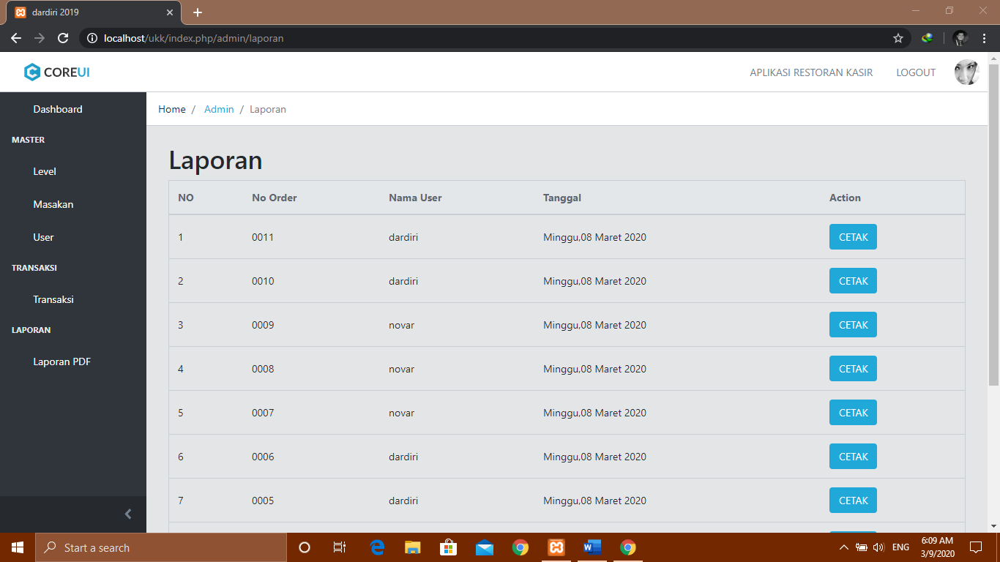 dardiri 2019
localhost/ukk/index.php/admin/laporan
COREUI
APLIKASI RESTORAN KASIR LOGOUT
Dashboard
MASTER
Level
Masakan
User
TRANSAKSI
Transaksi
LAPORAN
Laporan PDF
Home / Admin / Laporan
Laporan
NO No Order Nama User Tanggal Action
1 0011 dardiri Minggu,08 Maret 2020 CETAK
2 0010 dardiri Minggu,08 Maret 2020 CETAK
3 0009 novar Minggu,08 Maret 2020 CETAK
4 0008 novar Minggu,08 Maret 2020 CETAK
5 0007 novar Minggu,08 Maret 2020 CETAK
6 0006 dardiri Minggu,08 Maret 2020 CETAK
7 0005 dardiri Minggu,08 Maret 2020 CETAK
Start a search
ENG
6:09 AM
3/9/2020